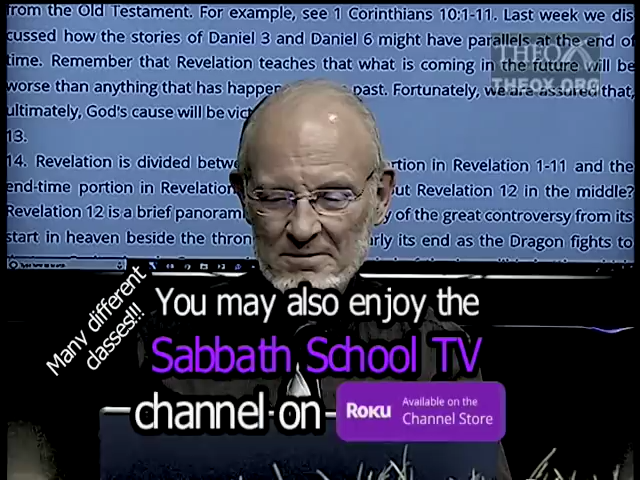 from the Old Testament. For example, see 1 Corinthians 10:1-11. Last week we dis
cussed how the stories of Daniel 3 and Daniel 6 might have parallels at the end of
time. Remember that Revelation teaches that what is coming in the future will be
worse than anything that has past. Fortunately, we are assured that,
ultimately, God's cause will be
13.
14. Revelation is divided rtion in Revelation 1-11 and the
end-time portion in Revelation ut Revelation 12 in the middle?
Revelation 12 is a brief y of the great controversy from its
start in heaven beside the rly its end as the Dragon fights to
THEOX
THEOX.ORG
Many different
classes!!!
You may also enjoy the
Sabbath School TV
channel on
Roku
Available on the
Channel Store